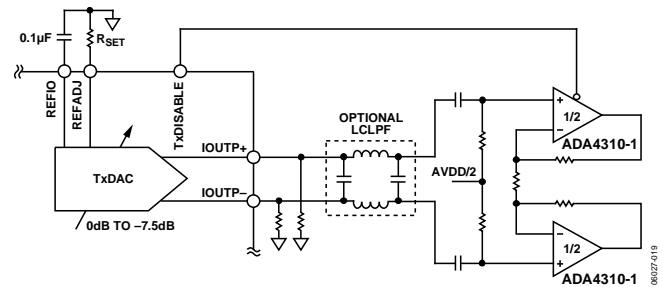 0.1µF
RSET
REFIO
REFADJ
TxDISABLE
OPTIONAL
LCLPF
IOUTP+
TxDAC
IOUTP–
0dB TO –7.5dB
AVDD/2
+
1/2
–
ADA4310-1
–
1/2
+
ADA4310-1
06027-019